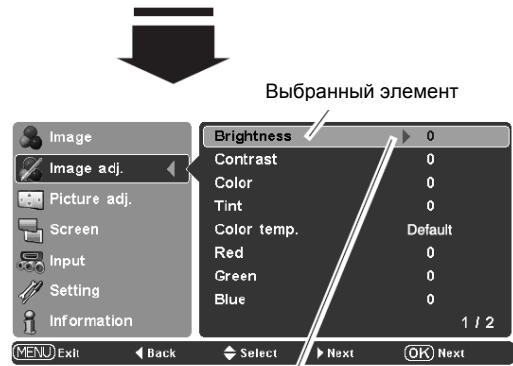 Выбранный элемент
Image
Image adj.
Picture adj.
Screen
Input
Setting
Information
Brightness 0
Contrast 0
Color 0
Tint 0
Color temp. Default
Red 0
Green 0
Blue 0
1 / 2
MENU Exit Back Select Next OK Next